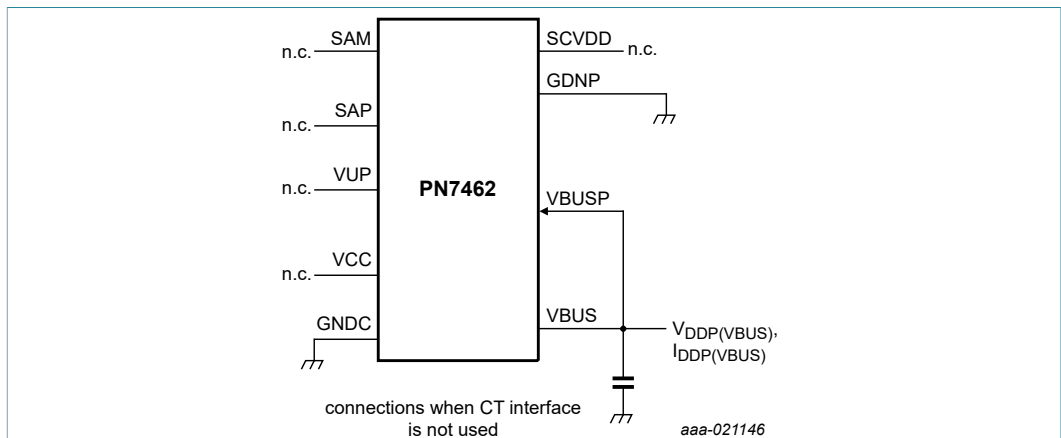 SAM
n.c.
SCVDD
n.c.
GDNP
SAP
n.c.
VUP
n.c.
PN7462
VBUSP
VCC
n.c.
GNDC
VBUS
VDDP(VBUS),
IDDP(VBUS)
connections when CT interface
is not used
aaa-021146